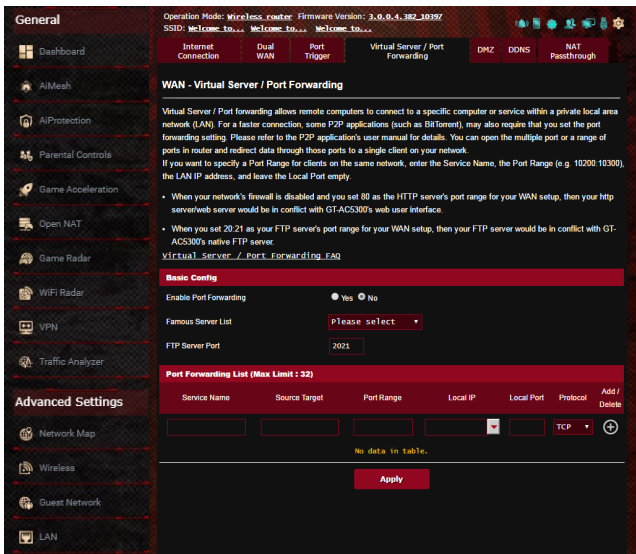 General
Dashboard
AiMesh
AiProtection
Parental Controls
Game Acceleration
Open NAT
Game Radar
WiFi Radar
VPN
Traffic Analyzer
Advanced Settings
Network Map
Wireless
Guest Network
LAN
Operation Mode: Wireless router Firmware Version: 3.0.0.4.382_10397
SSID: Welcome to... Welcome to... Welcome to...
Internet Connection
Dual WAN
Port Trigger
Virtual Server / Port Forwarding
DMZ
DDNS
NAT Passthrough
WAN - Virtual Server / Port Forwarding
Virtual Server / Port forwarding allows remote computers to connect to a specific computer or service within a private local area
network (LAN). For a faster connection, some P2P applications (such as BitTorrent), may also require that you set the port
forwarding setting. Please refer to the P2P application's user manual for details. You can open the multiple port or a range of
ports in router and redirect data through those ports to a single client on your network.
If you want to specify a Port Range for clients on the same network, enter the Service Name, the Port Range (e.g. 10200:10300),
the LAN IP address, and leave the Local Port empty.
• When your network's firewall is disabled and you set 80 as the HTTP server's port range for your WAN setup, then your http
server/web server would be in conflict with GT-AC5300's web user interface.
• When you set 20:21 as your FTP server's port range for your WAN setup, then your FTP server would be in conflict with GT-
AC5300's native FTP server.
Virtual Server / Port Forwarding FAQ
Basic Config
Enable Port Forwarding Yes No
Famous Server List Please select
FTP Server Port 2021
Port Forwarding List (Max Limit : 32)
Service Name Source Target Port Range Local IP Local Port Protocol Add / Delete
TCP
No data in table.
Apply